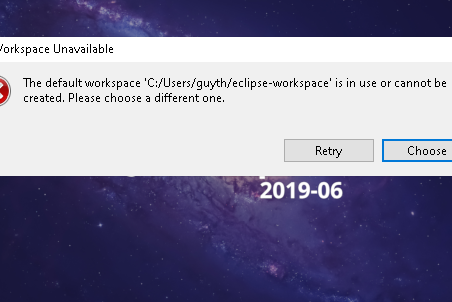 Workspace Unavailable
The default workspace 'C:/Users/guyth/eclipse-workspace' is in use or cannot be
created. Please choose a different one.
Retry
Choose
2019-06